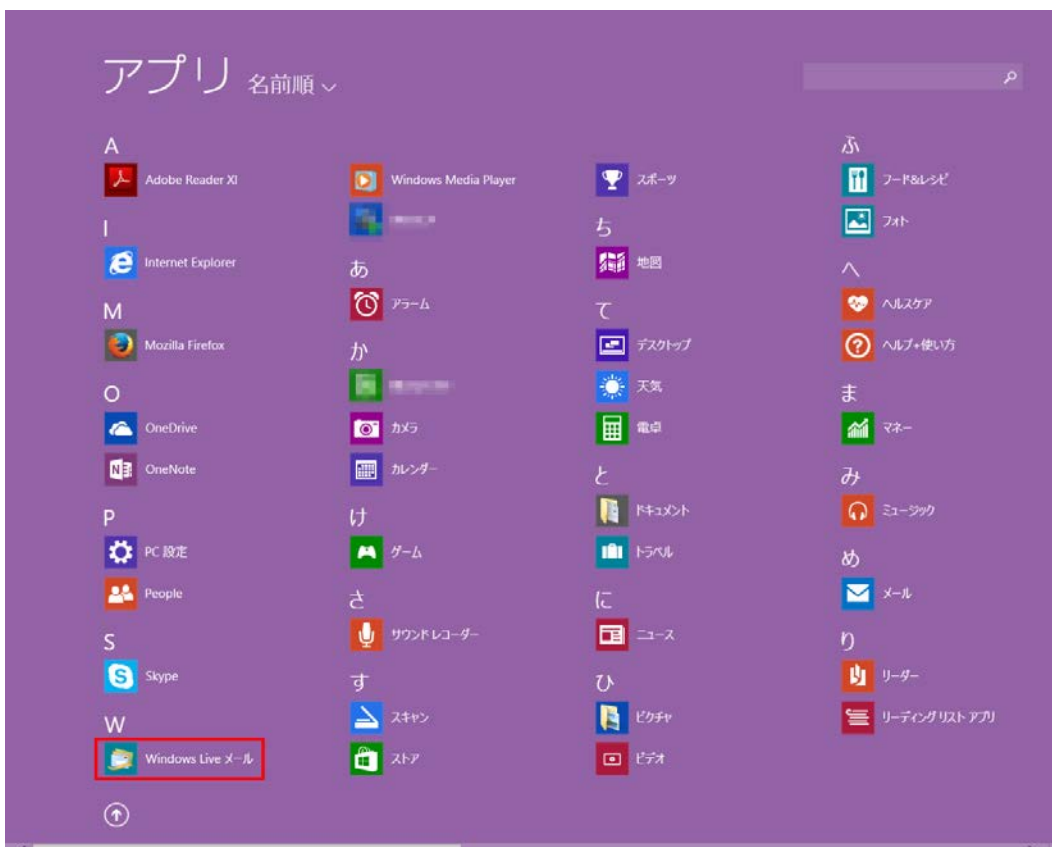 アプリ 名前順
A
Adobe Reader XI
I
Internet Explorer
M
Mozilla Firefox
O
OneDrive
OneNote
P
PC 設定
People
S
Skype
W
Windows Live メール
Windows Media Player
あ
アラーム
か
カメラ
カレンダー
け
ゲーム
さ
サウンド レコーダー
す
スキャン
ストア
スポーツ
ち
地図
て
デスクトップ
天気
電卓
と
ドキュメント
トラベル
に
ニュース
ひ
ピクチャ
ビデオ
ふ
フード&レシピ
フォト
へ
ヘルスケア
ヘルプ+使い方
ま
マネー
み
ミュージック
め
メール
り
リーダー
リーディング リスト アプリ